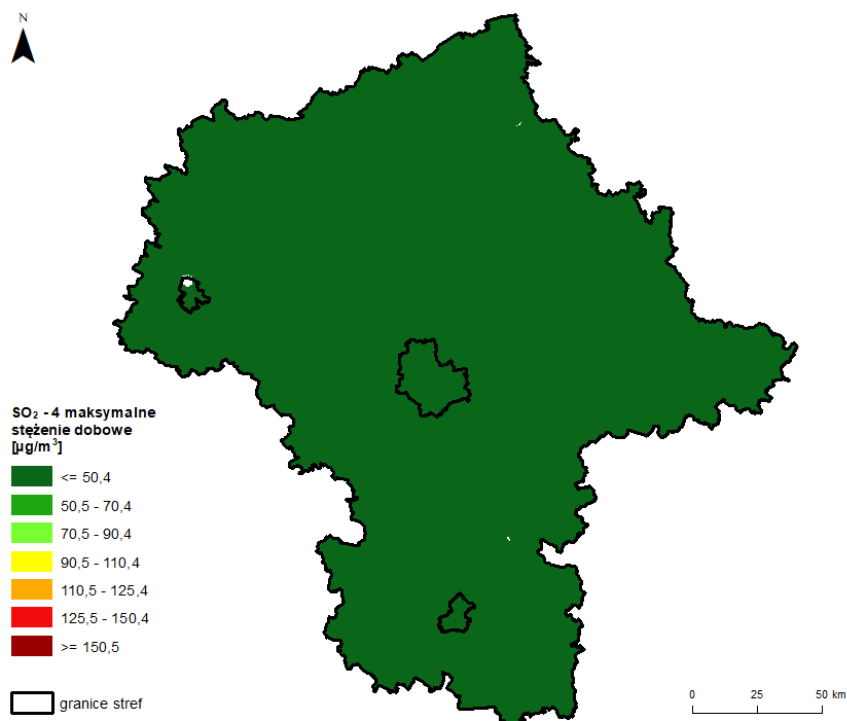 N
SO₂ - 4 maksymalne
stężenie dobowe
[µg/m³]
<= 50,4
50,5 - 70,4
70,5 - 90,4
90,5 - 110,4
110,5 - 125,4
125,5 - 150,4
>= 150,5
granice stref
0 25 50 km